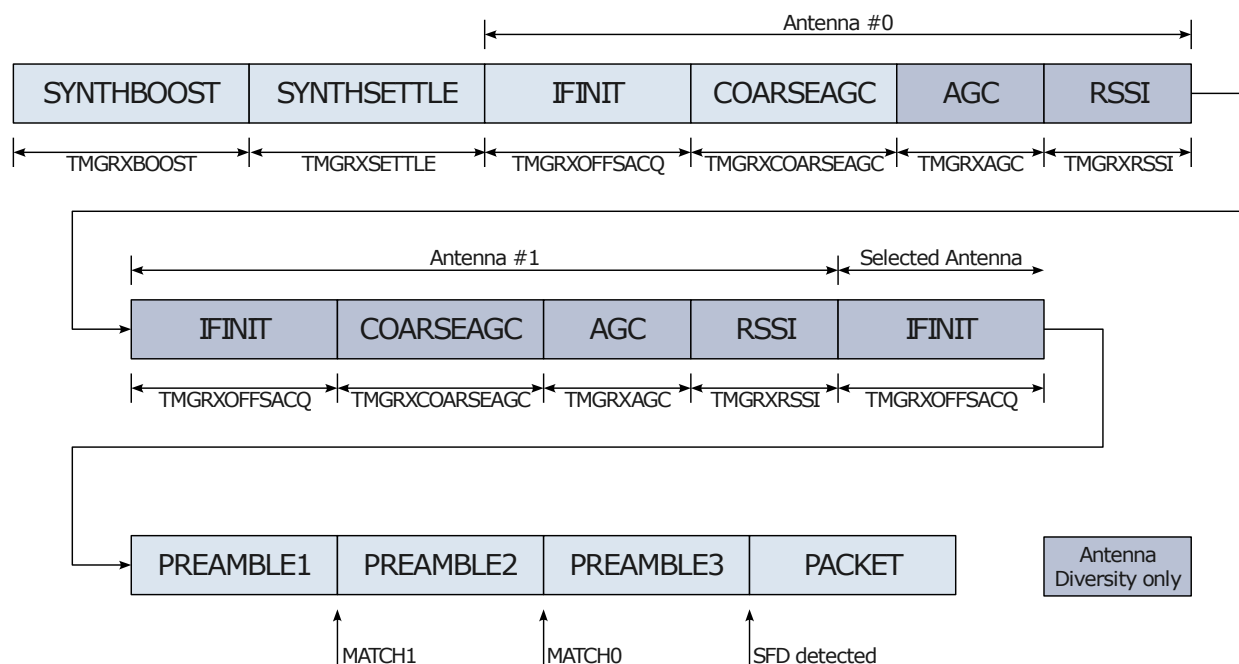 Antenna #0
SYNTHBOOST SYNTHSETTLE IFINIT COARSEAGC AGC RSSI
TMGRXBOOST TMGRXSETTLE TMGRXOFFSACQ TMGRXCOARSEAGC TMGRXAGC TMGRXRSSI
Antenna #1 Selected Antenna
IFINIT COARSEAGC AGC RSSI IFINIT
TMGRXOFFSACQ TMGRXCOARSEAGC TMGRXAGC TMGRXRSSI TMGRXOFFSACQ
PREAMBLE1 PREAMBLE2 PREAMBLE3 PACKET
Antenna
Diversity only
MATCH1 MATCH0 SFD detected